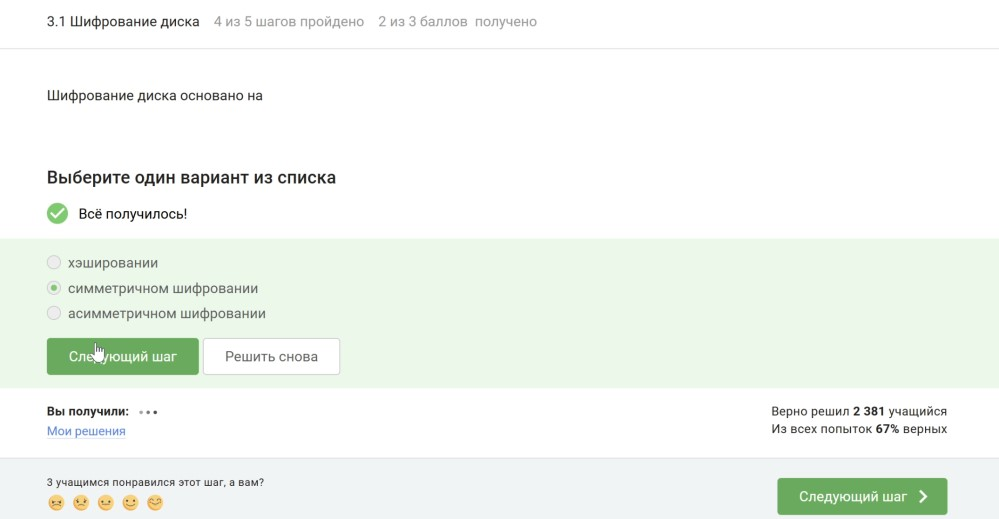 3.1 Шифрование диска 4 из 5 шагов пройдено 2 из 3 баллов получено
Шифрование диска основано на
Выберите один вариант из списка
Всё получилось!
хэшировании
симметричном шифровании
асимметричном шифровании
Следующий шаг Решить снова
Вы получили:
Мои решения
Верно решил 2 381 учащийся
Из всех попыток 67% верных
3 учащимся понравился этот шаг, а вам?
Следующий шаг